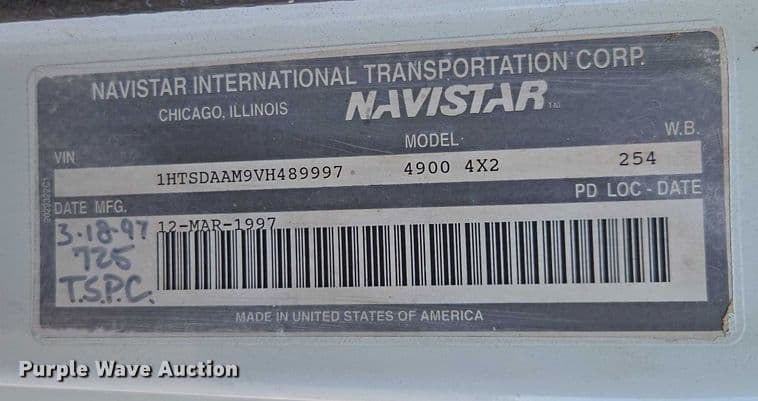 NAVISTAR INTERNATIONAL TRANSPORTATION CORP.
CHICAGO, ILLINOIS NAVISTAR TM
VIN MODEL W.B.
1HTSDAAM9VH489997 4900 4X2 254
DATE MFG. PD LOC - DATE
12-MAR-1997
3-18-97
725
T.S.P.C.
MADE IN UNITED STATES OF AMERICA
Purple Wave Auction